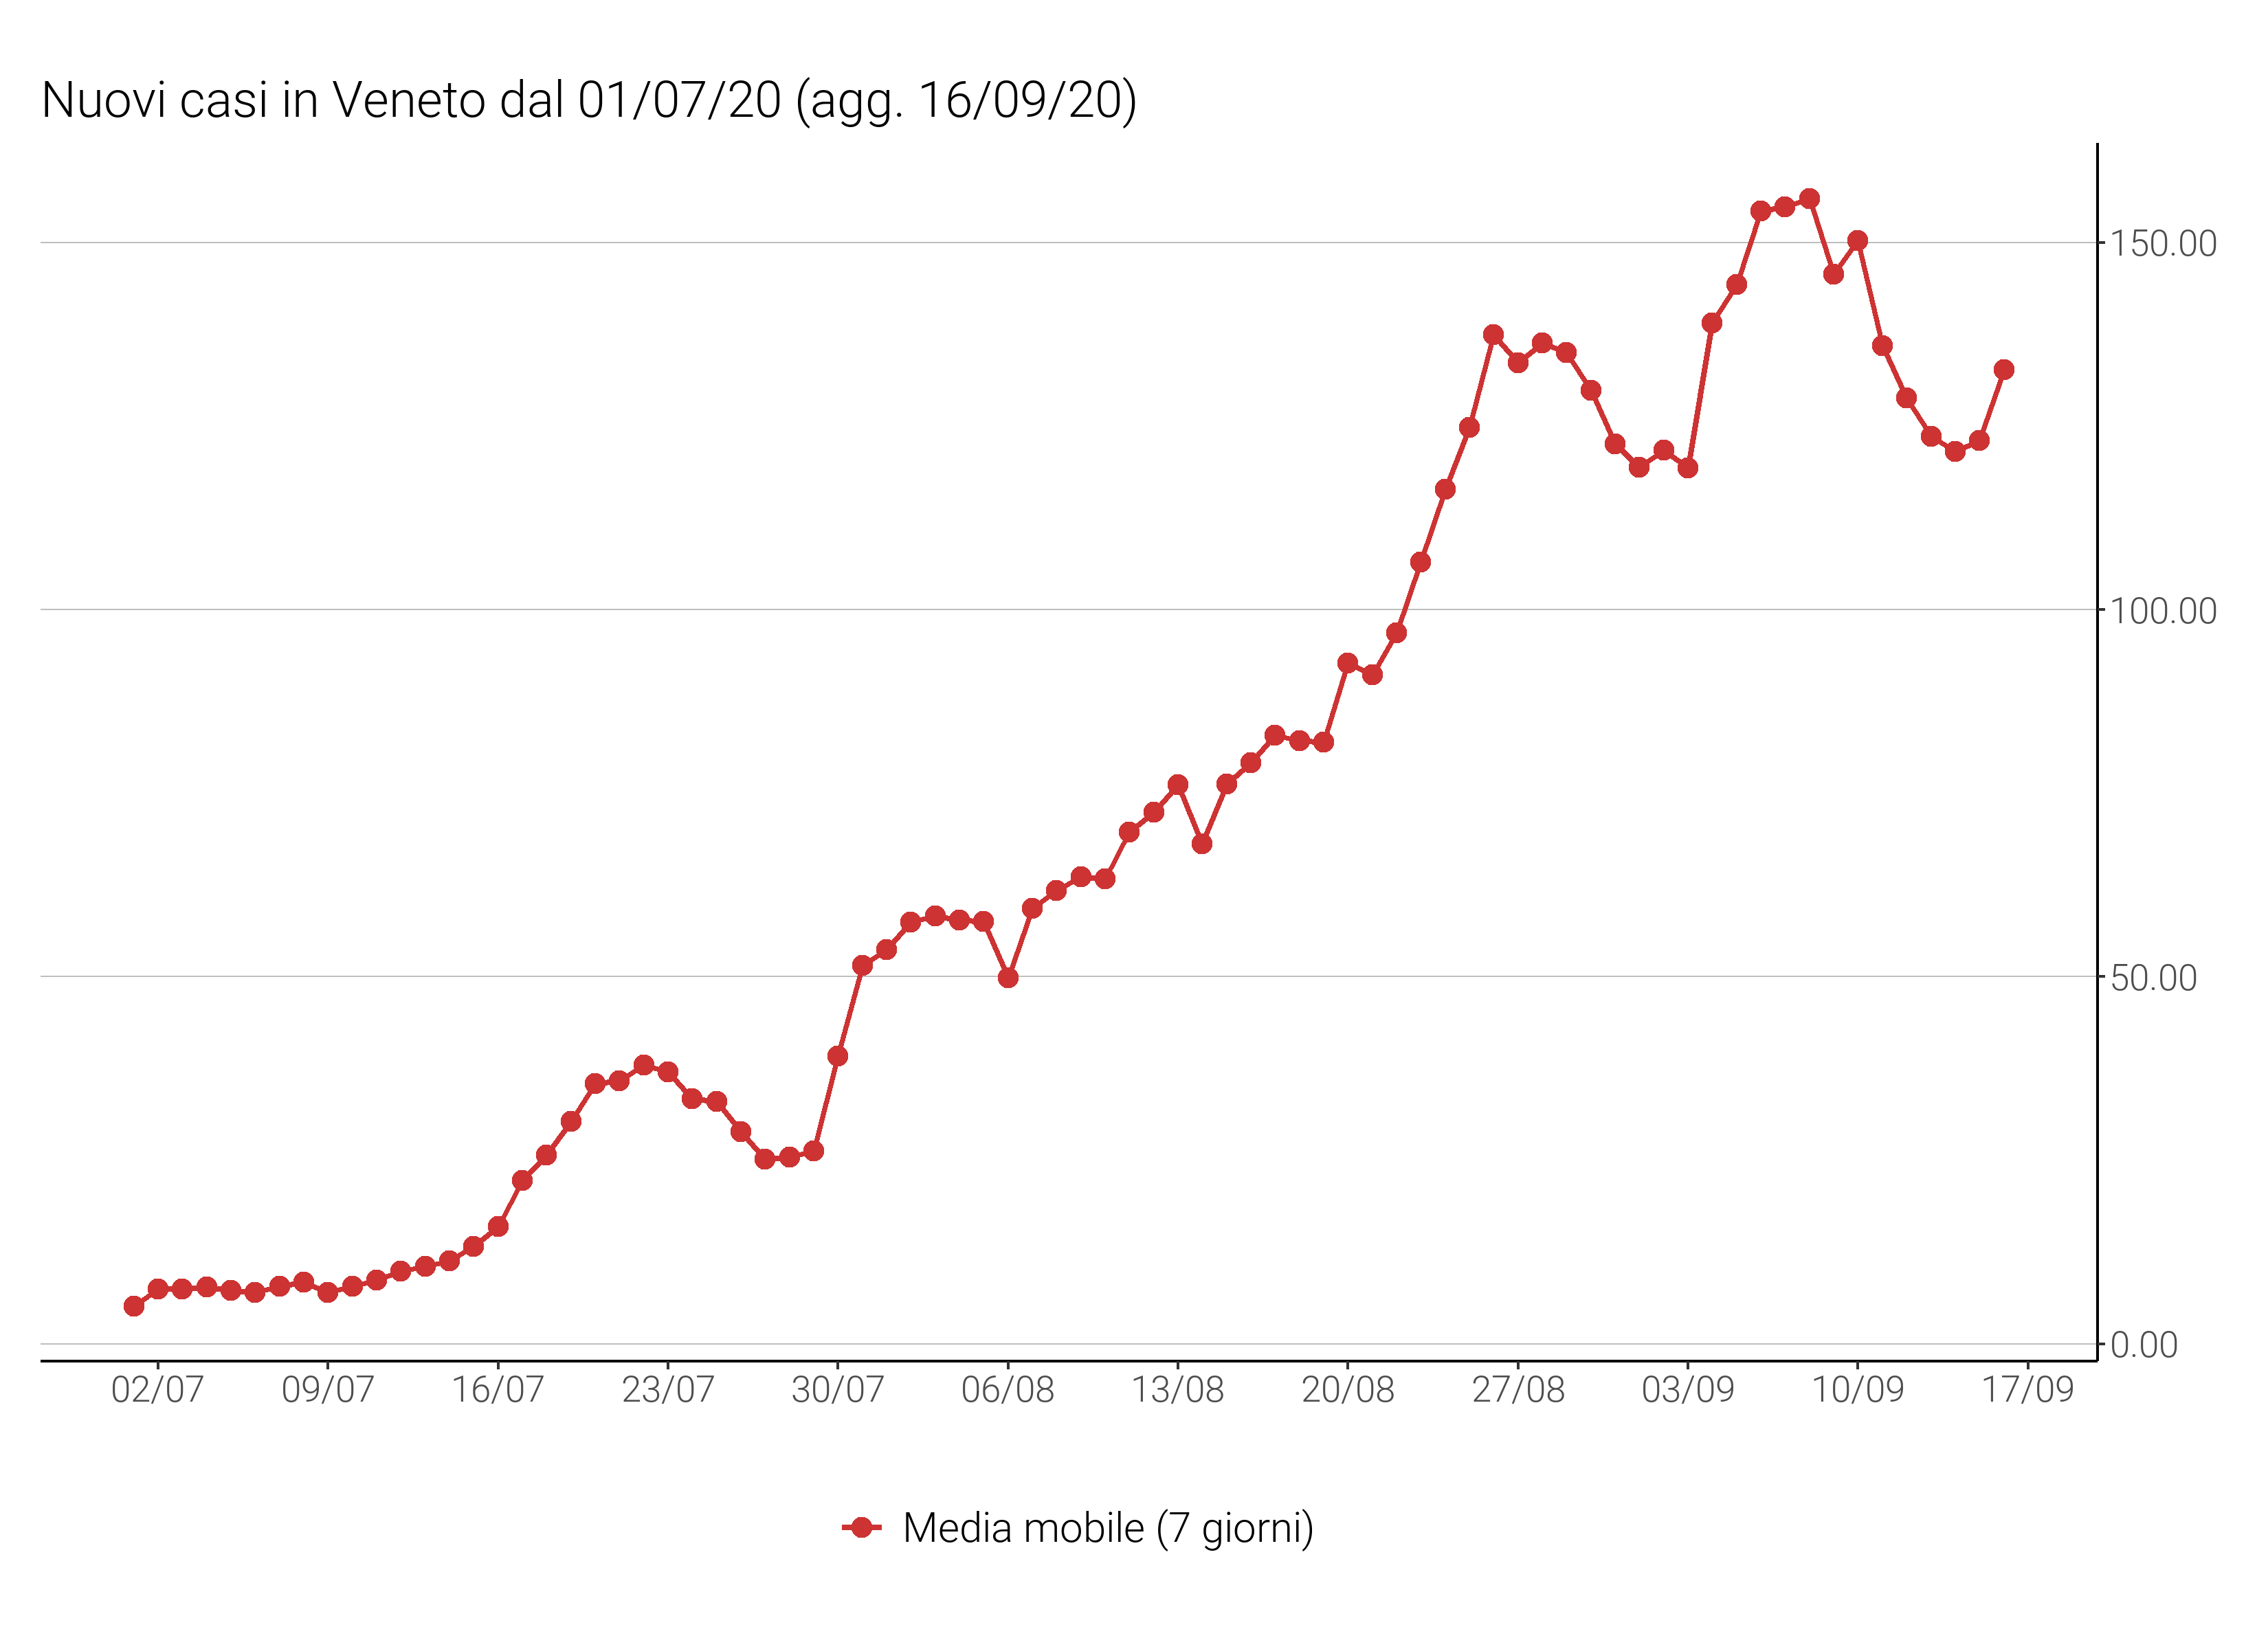 Nuovi casi in Veneto dal 01/07/20 (agg. 16/09/20)
150.00
100.00
50.00
0.00
02/07 09/07 16/07 23/07 30/07 06/08 13/08 20/08 27/08 03/09 10/09 17/09
Media mobile (7 giorni)